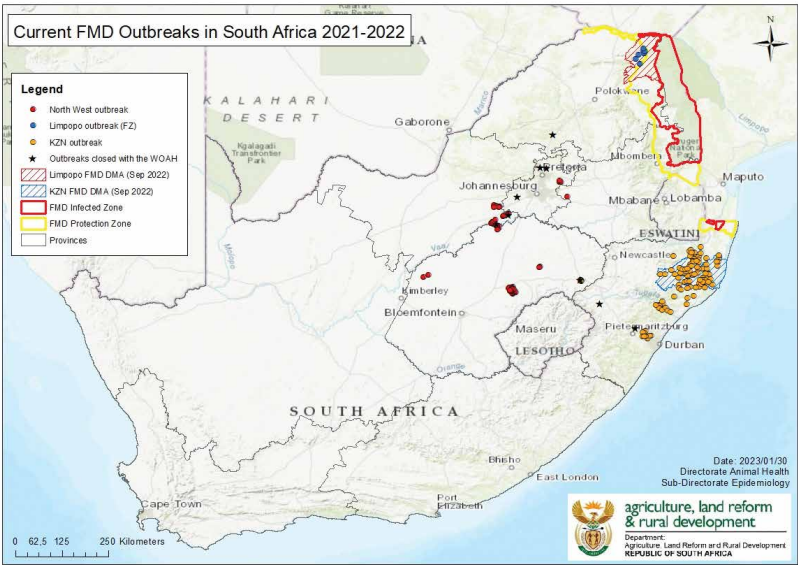 Current FMD Outbreaks in South Africa 2021-2022
N
Legend
North West outbreak
Limpopo outbreak (FZ)
KZN outbreak
Outbreaks closed with the WOAH
Limpopo FMD DMA (Sep 2022)
KZN FMD DMA (Sep 2022)
FMD Infected Zone
FMD Protection Zone
Provinces
Game Reserve
KALAHARI
DESERT
Kgalagadi
Transfrontier
Park
Gaborone
Marico
Polokwane
Limpopo
Kruger
National
Park
Mbombela
Pretoria
Johannesburg
Maputo
Mbabane
Lobamba
ESWATINI
Molopo
Vaal
Newcastle
Kimberley
Bloemfontein
Maseru
LESOTHO
Pietermaritzburg
Durban
Orange
SOUTH AFRICA
Bhisho
East London
Port
Elizabeth
Cape Town
Date: 2023/01/30
Directorate Animal Health
Sub-Directorate Epidemiology
0 62,5 125 250 Kilometers
agriculture, land reform
& rural development
Department:
Agriculture, Land Reform and Rural Development
REPUBLIC OF SOUTH AFRICA